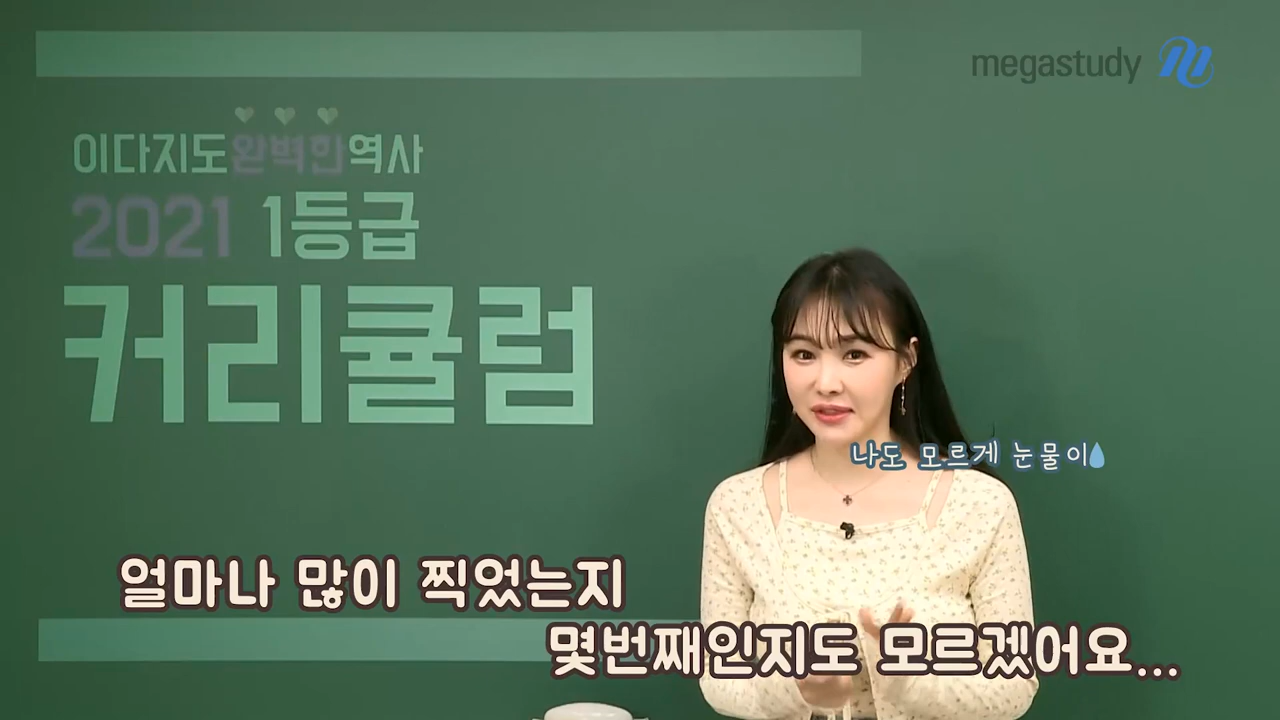 megastudy
이다지도완벽한역사
2021 1등급
커리큘럼
나도 모르게 눈물이
얼마나 많이 찍었는지
몇번째인지도 모르겠어요...